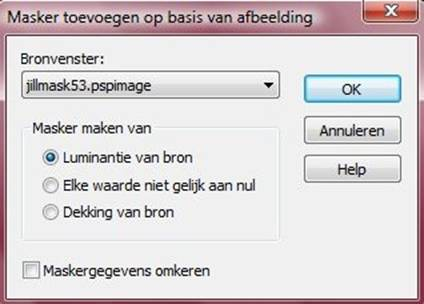 Masker toevoegen op basis van afbeelding
Bronvenster:
jillmask53.pspimage
OK
Masker maken van
Annuleren
Luminantie van bron
Help
Elke waarde niet gelijk aan nul
Dekking van bron
Maskergegevens omkeren